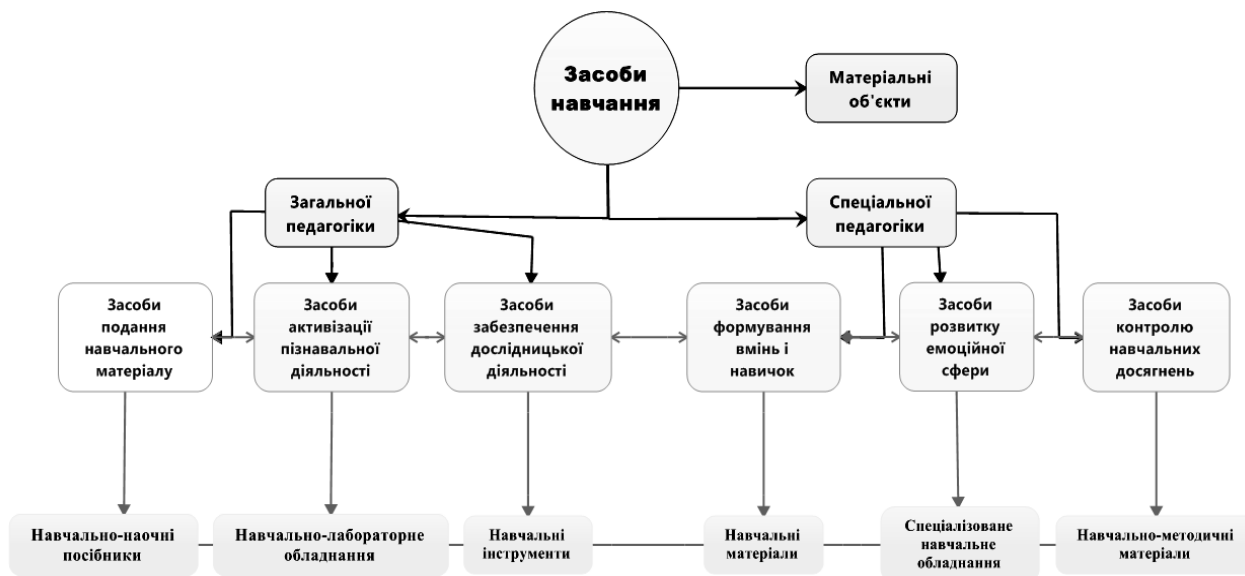 Засоби
навчання
Матеріальні
об'єкти
Загальної
педагогіки
Спеціальної
педагогіки
Засоби
подання
навчального
матеріалу
Засоби
активізації
пізнавальної
діяльності
Засоби
забезпечення
дослідницької
діяльності
Засоби
формування
вмінь і
навичок
Засоби
розвитку
емоційної
сфери
Засоби
контролю
навчальних
досягнень
Навчально-наочні
посібники
Навчально-лабораторне
обладнання
Навчальні
інструменти
Навчальні
матеріали
Спеціалізоване
навчальне
обладнання
Навчально-методичні
матеріали